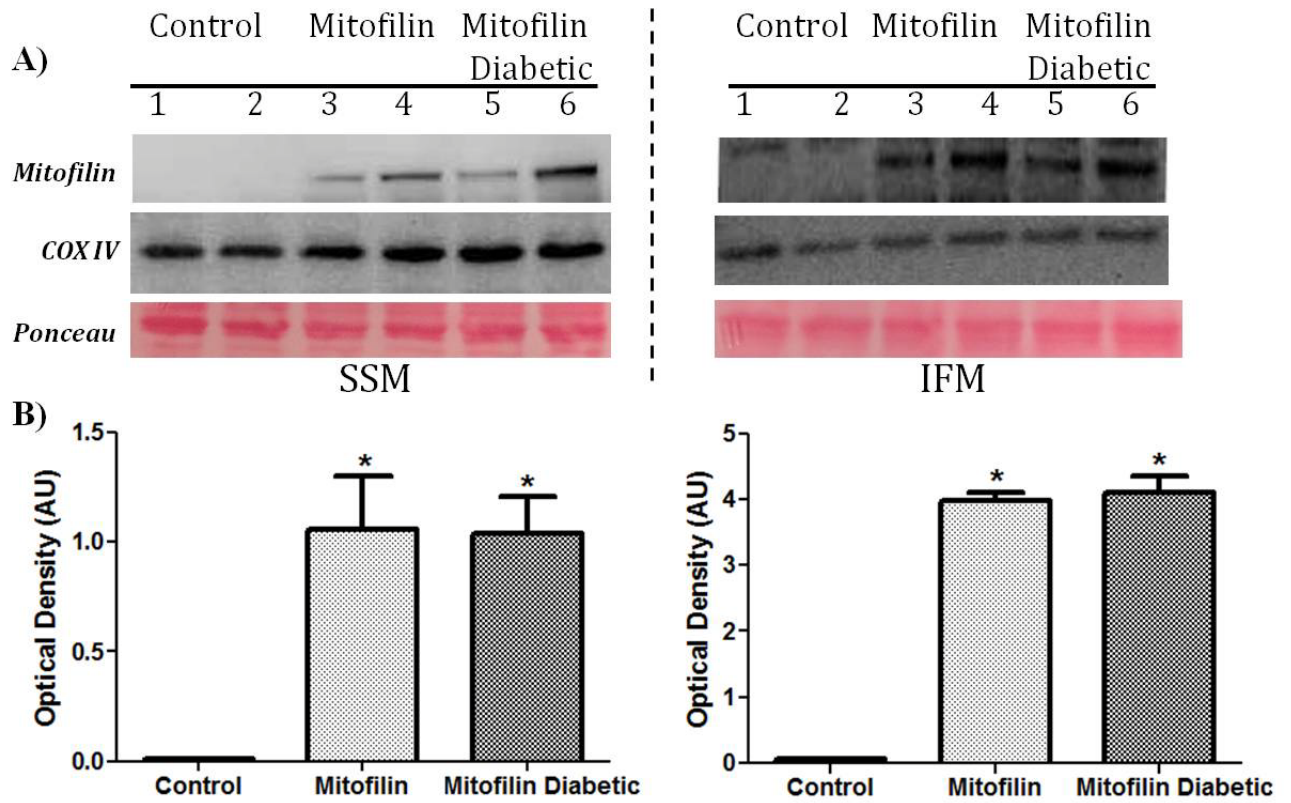 A)
Control Mitofilin Mitofilin Diabetic
1 2 3 4 5 6
Control Mitofilin Mitofilin Diabetic
1 2 3 4 5 6
Mitofilin
COX IV
Ponceau
SSM
IFM
B)
Optical Density (AU)
1.5
1.0
0.5
0.0
* *
Control Mitofilin Mitofilin Diabetic
Optical Density (AU)
5
4
3
2
1
0
* *
Control Mitofilin Mitofilin Diabetic